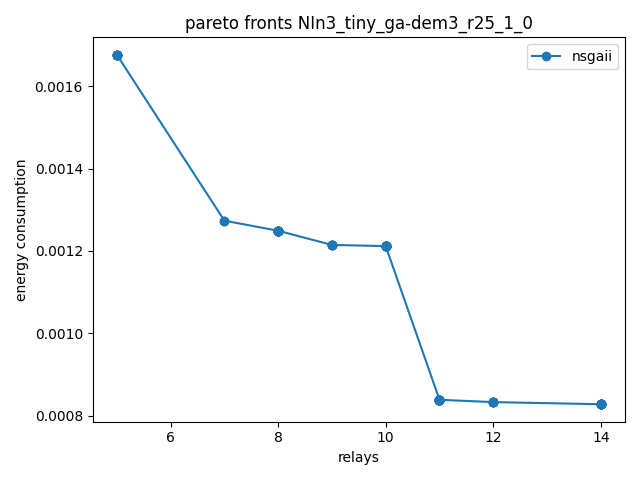 pareto fronts NIn3_tiny_ga-dem3_r25_1_0
nsgaii
0.0016
0.0014
0.0012
0.0010
0.0008
energy consumption
6 8 10 12 14
relays